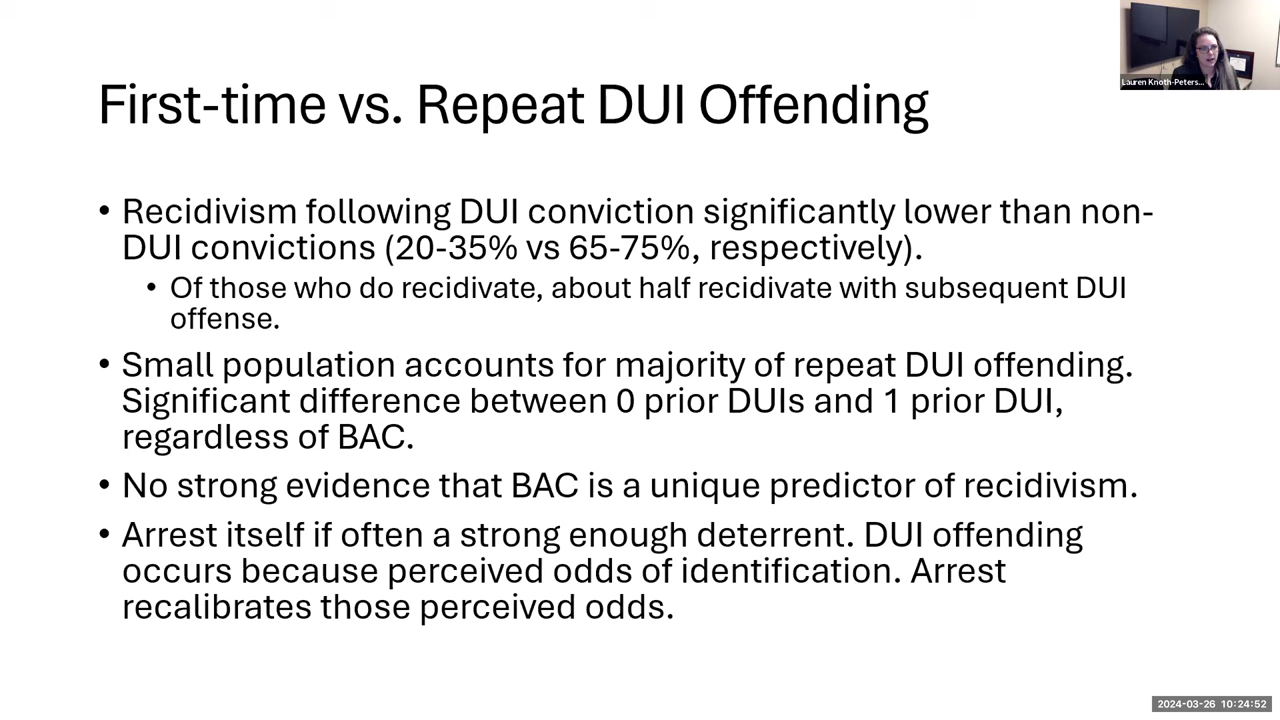 Lauren Knoth-Peters...
First-time vs. Repeat DUI Offending
• Recidivism following DUI conviction significantly lower than non-
DUI convictions (20-35% vs 65-75%, respectively).
• Of those who do recidivate, about half recidivate with subsequent DUI
offense.
• Small population accounts for majority of repeat DUI offending.
Significant difference between 0 prior DUIs and 1 prior DUI,
regardless of BAC.
• No strong evidence that BAC is a unique predictor of recidivism.
• Arrest itself if often a strong enough deterrent. DUI offending
occurs because perceived odds of identification. Arrest
recalibrates those perceived odds.
2024-03-26 10:24:52